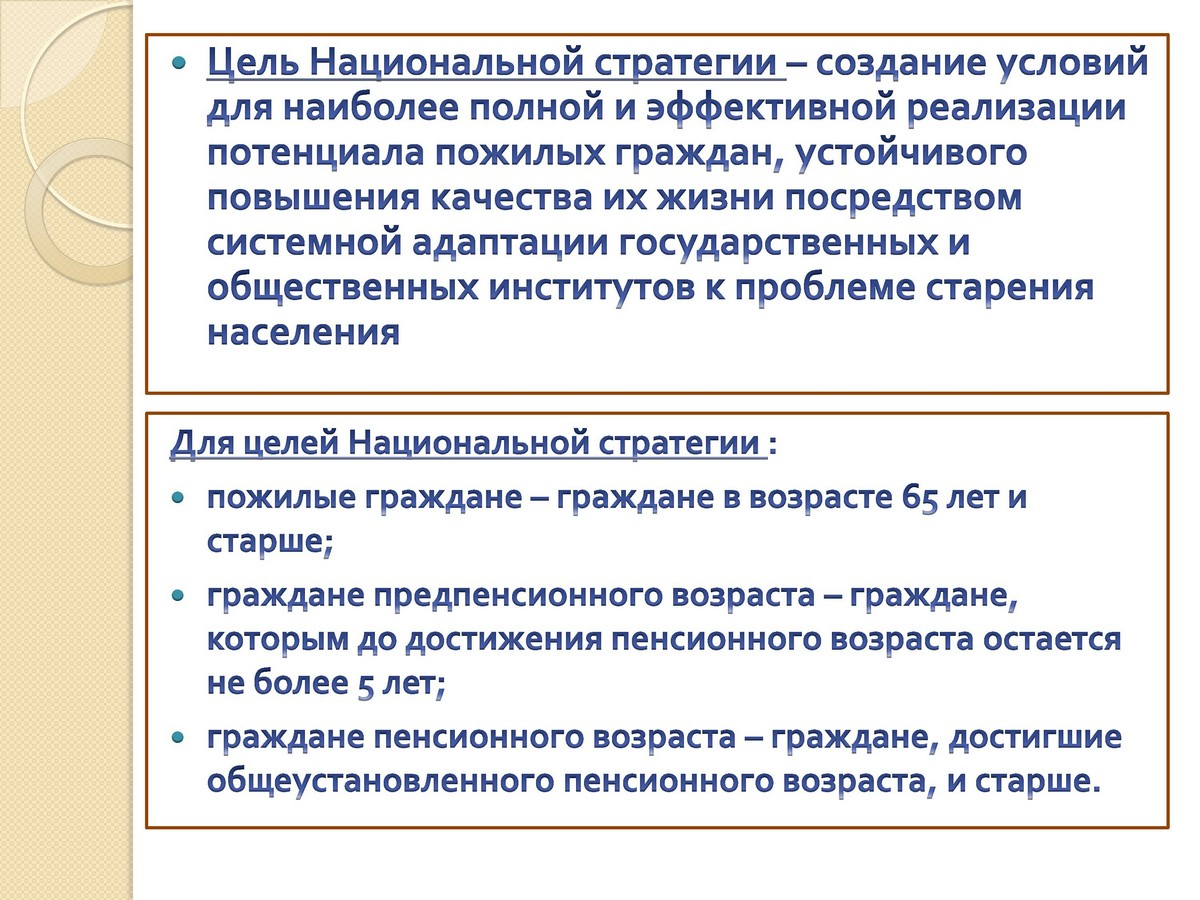 • Цель Национальной стратегии – создание условий
для наиболее полной и эффективной реализации
потенциала пожилых граждан, устойчивого
повышения качества их жизни посредством
системной адаптации государственных и
общественных институтов к проблеме старения
населения
Для целей Национальной стратегии :
• пожилые граждане – граждане в возрасте 65 лет и
старше;
• граждане предпенсионного возраста – граждане,
которым до достижения пенсионного возраста остается
не более 5 лет;
• граждане пенсионного возраста – граждане, достигшие
общеустановленного пенсионного возраста, и старше.